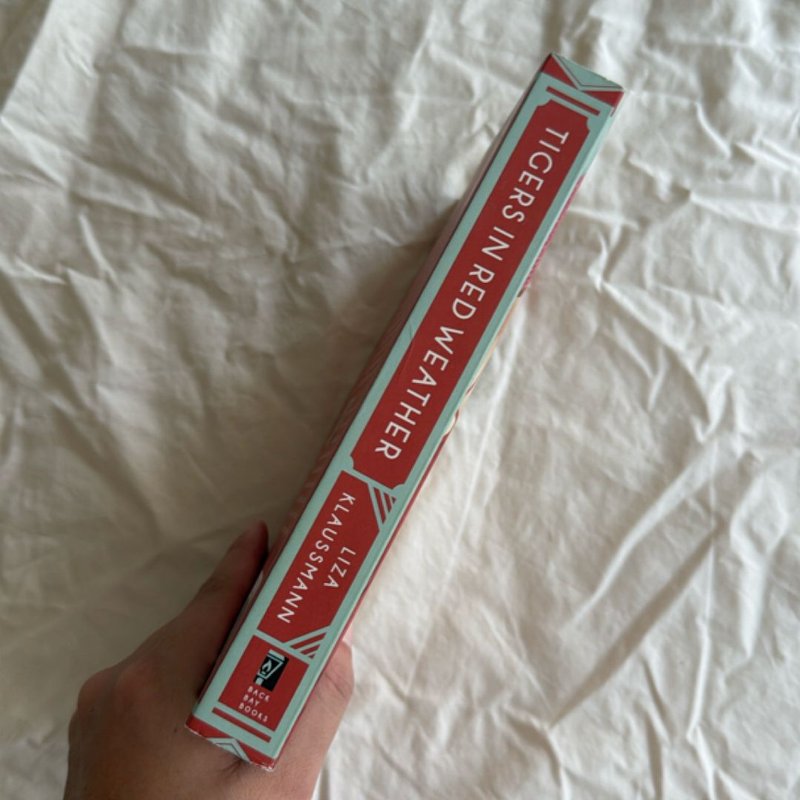 TIGERS IN RED WEATHER
LIZA
KLAUSSMANN
BACK
BAY
BOOKS